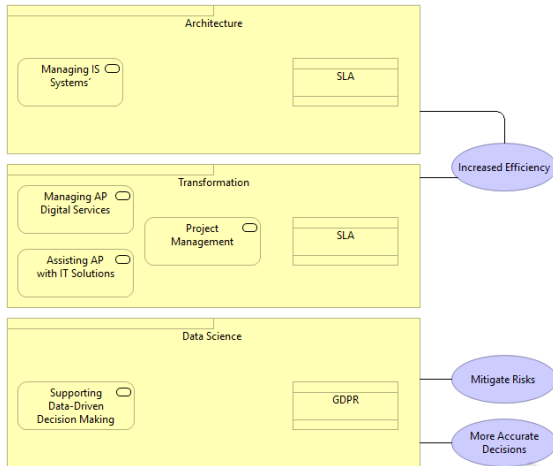 Architecture
Managing IS
Systems´
SLA
Increased Efficiency
Transformation
Managing AP
Digital Services
Project
Management
SLA
Assisting AP
with IT Solutions
Data Science
Supporting
Data-Driven
Decision Making
GDPR
Mitigate Risks
More Accurate
Decisions